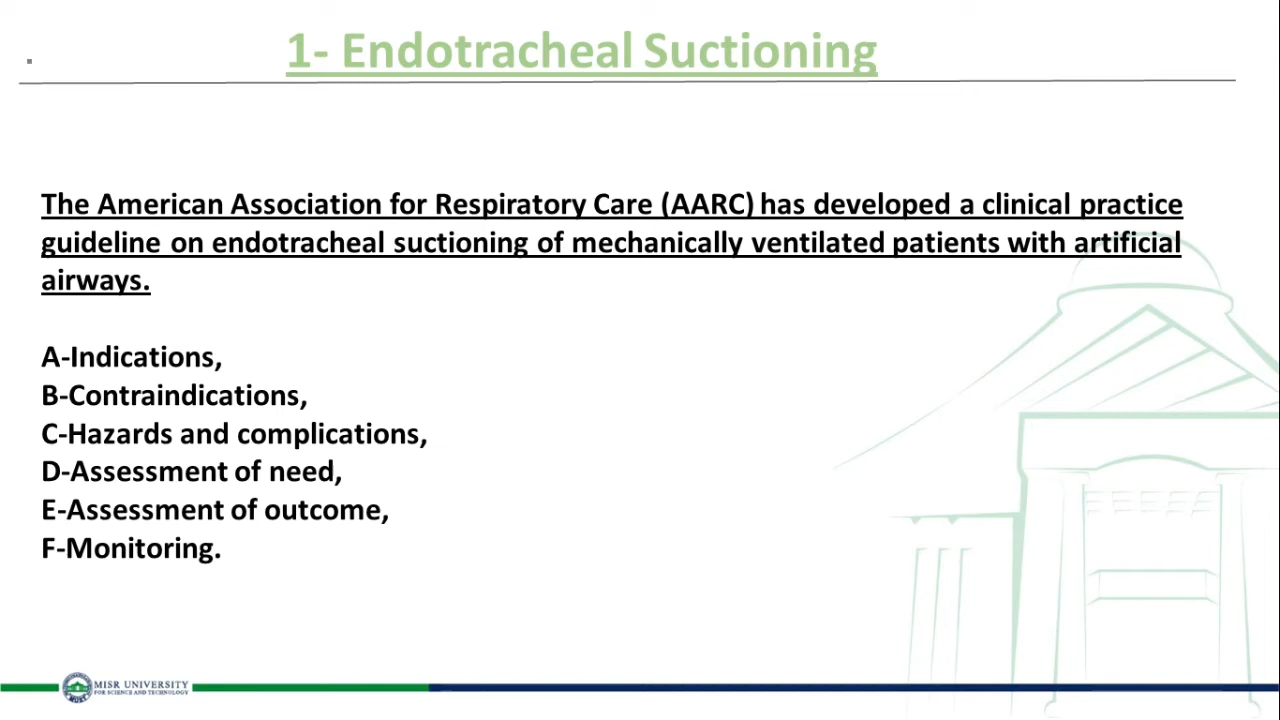 .
1- Endotracheal Suctioning
The American Association for Respiratory Care (AARC) has developed a clinical practice
guideline on endotracheal suctioning of mechanically ventilated patients with artificial
airways.
A-Indications,
B-Contraindications,
C-Hazards and complications,
D-Assessment of need,
E-Assessment of outcome,
F-Monitoring.
MISR UNIVERSITY
FOR SCIENCE AND TECHNOLOGY